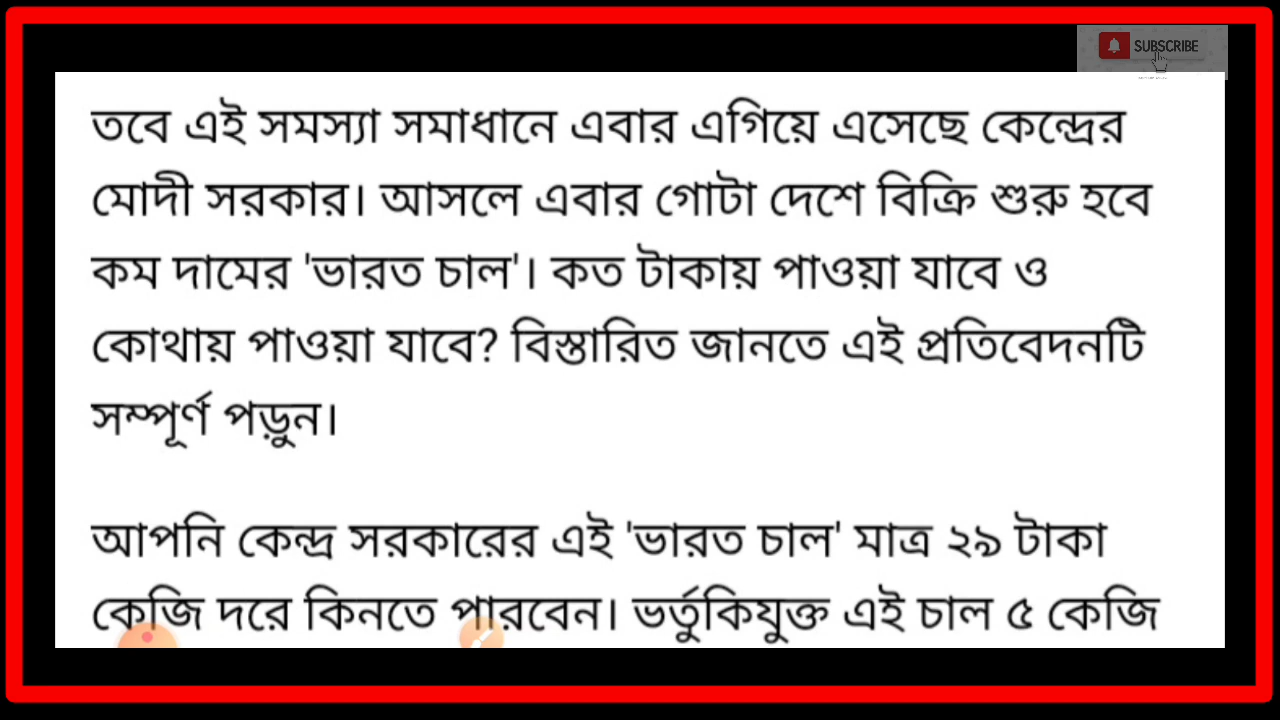 SUBSCRIBE
তবে এই সমস্যা সমাধানে এবার এগিয়ে এসেছে কেন্দ্রের
মোদী সরকার। আসলে এবার গোটা দেশে বিক্রি শুরু হবে
কম দামের 'ভারত চাল'। কত টাকায় পাওয়া যাবে ও
কোথায় পাওয়া যাবে? বিস্তারিত জানতে এই প্রতিবেদনটি
সম্পূর্ণ পড়ুন।
আপনি কেন্দ্র সরকারের এই 'ভারত চাল' মাত্র ২৯ টাকা
কেজি দরে কিনতে পারবেন। ভর্তুকিযুক্ত এই চাল ৫ কেজি